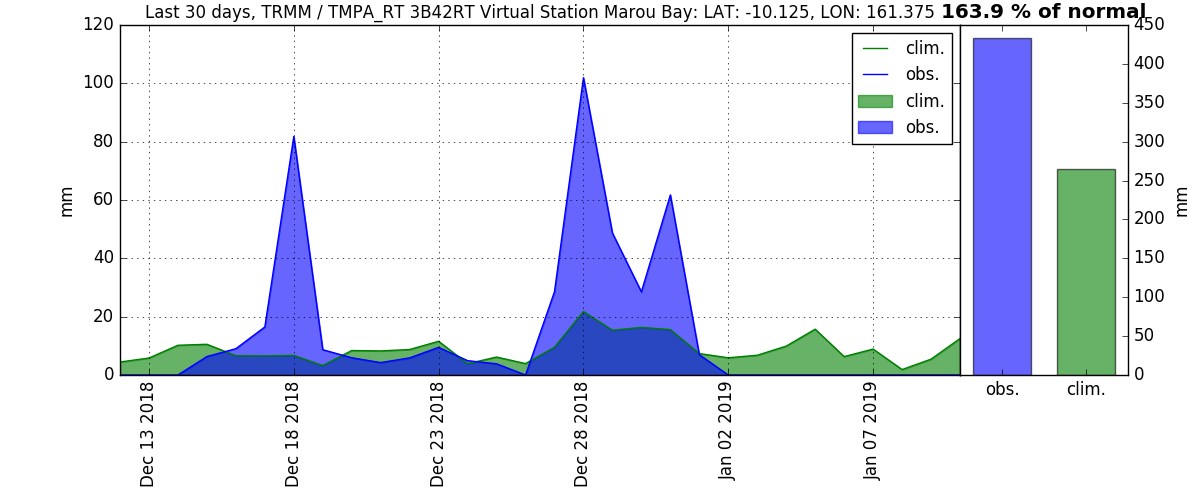 Last 30 days, TRMM / TMPA_RT 3B42RT Virtual Station Marou Bay: LAT: -10.125, LON: 161.375 163.9 % of normal
120
100
80
60
40
20
0
mm
clim.
obs.
clim.
obs.
Dec 13 2018
Dec 18 2018
Dec 23 2018
Dec 28 2018
Jan 02 2019
Jan 07 2019
450
400
350
300
250
200
150
100
50
0
mm
obs.
clim.